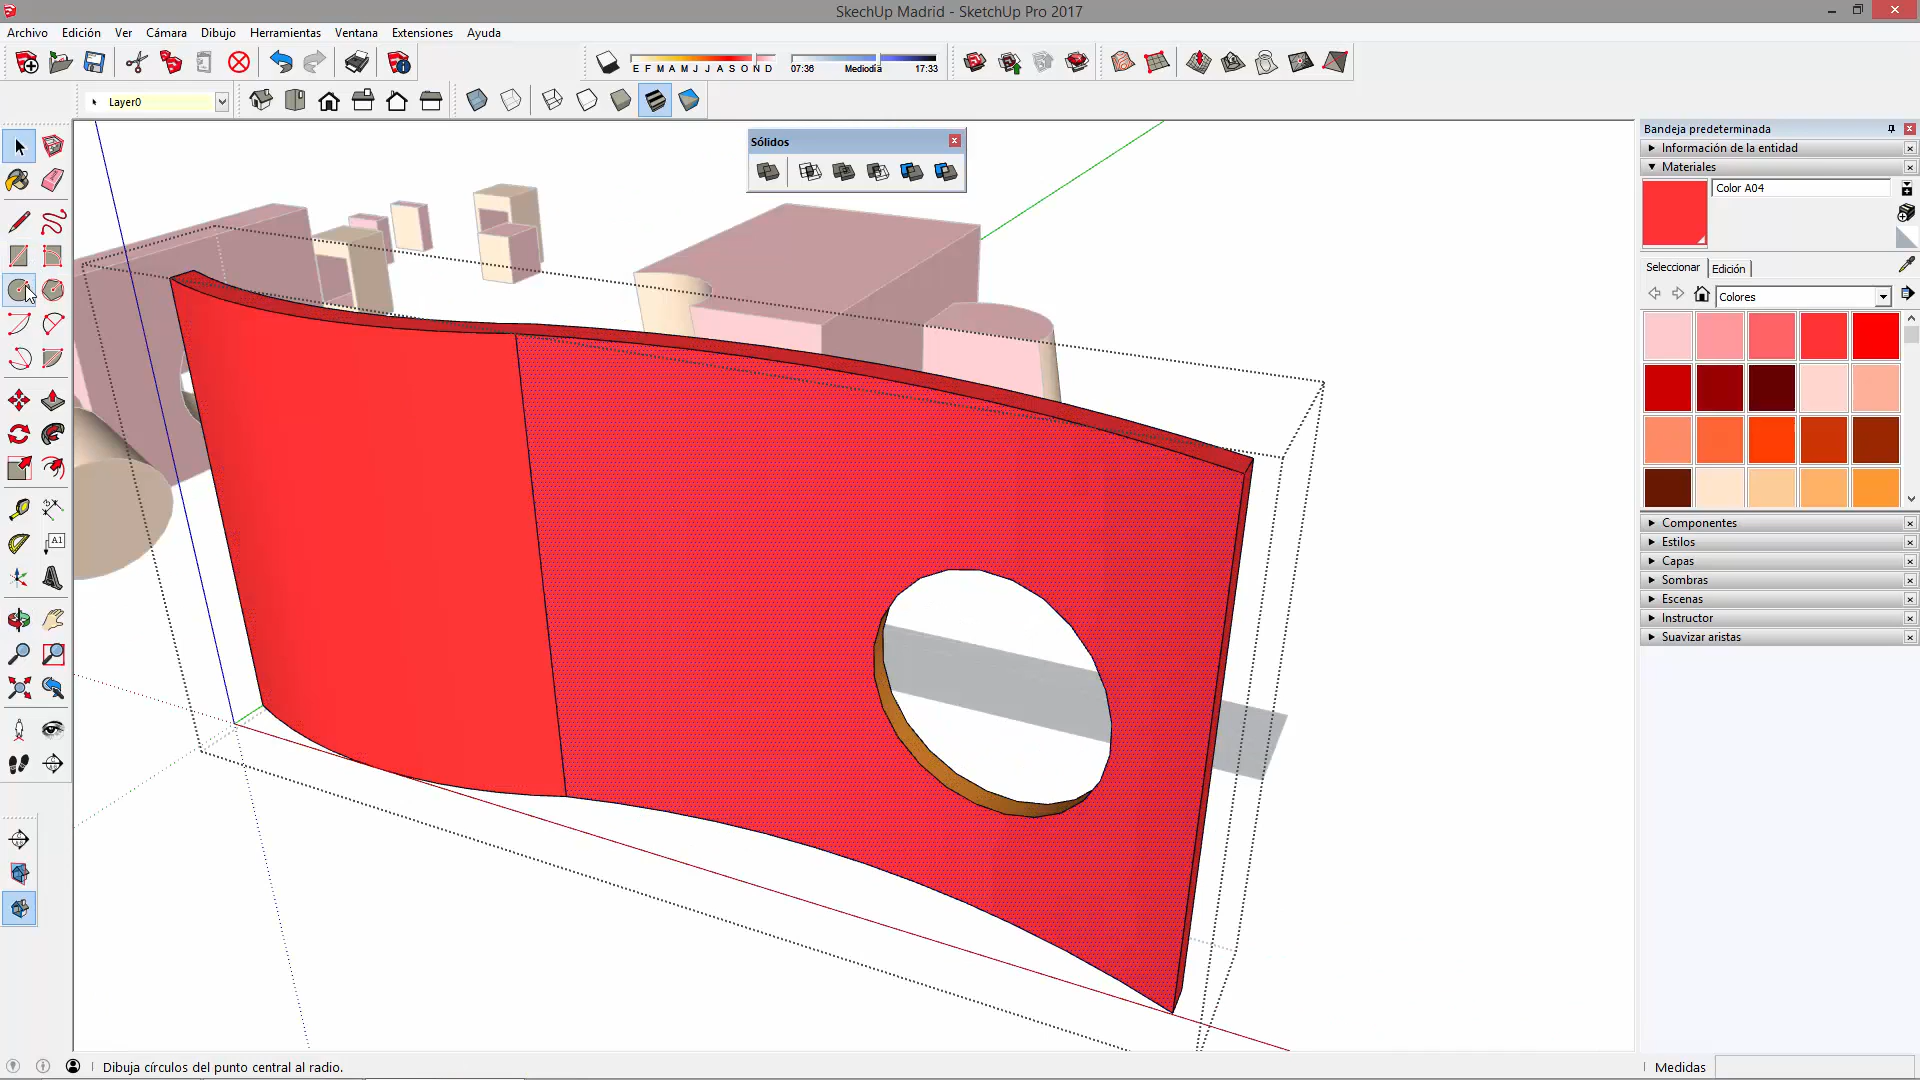 SkechUp Madrid - SketchUp Pro 2017
Archivo Edición Ver Cámara Dibujo Herramientas Ventana Extensiones Ayuda
E F M A M J J A S O N D 07:36 Mediodía 17:33
Layer0
Sólidos
Bandeja predeterminada
Información de la entidad
Materiales
Color A04
Seleccionar Edición
Colores
A1
Componentes
Estilos
Capas
Sombras
Escenas
Instructor
Suavizar aristas
Dibuja círculos del punto central al radio.
Medidas